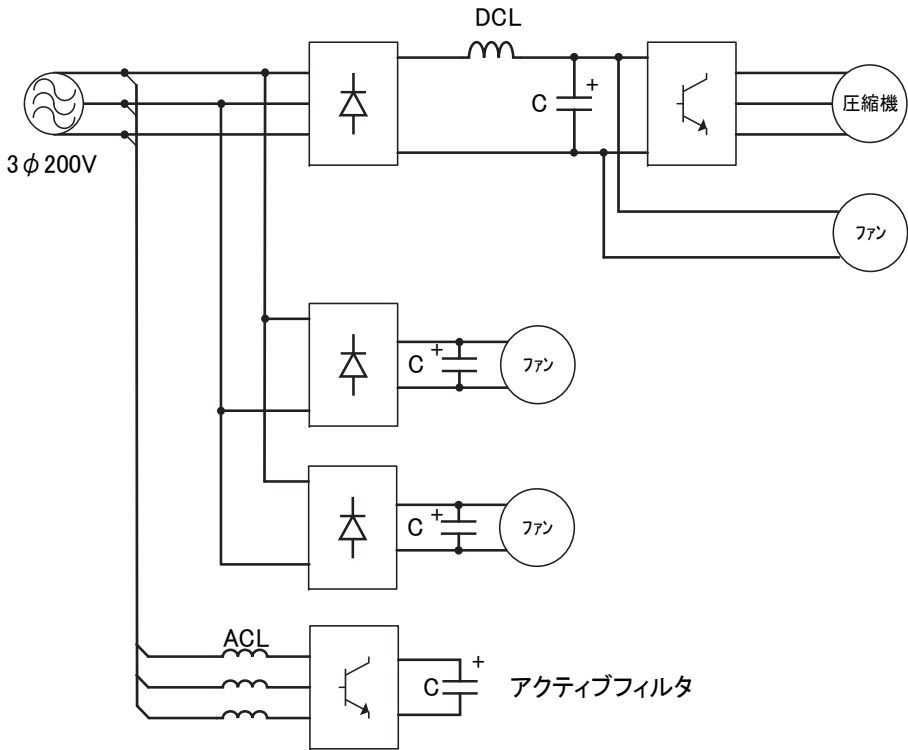 DCL
C +
圧縮機
3φ200V
ファン
C + ファン
C + ファン
ACL
C + アクティブフィルタ